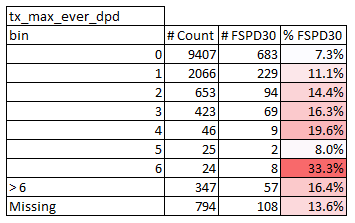 tx_max_ever_dpd
bin # Count # FSPD30 % FSPD30
0 9407 683 7.3%
1 2066 229 11.1%
2 653 94 14.4%
3 423 69 16.3%
4 46 9 19.6%
5 25 2 8.0%
6 24 8 33.3%
> 6 347 57 16.4%
Missing 794 108 13.6%